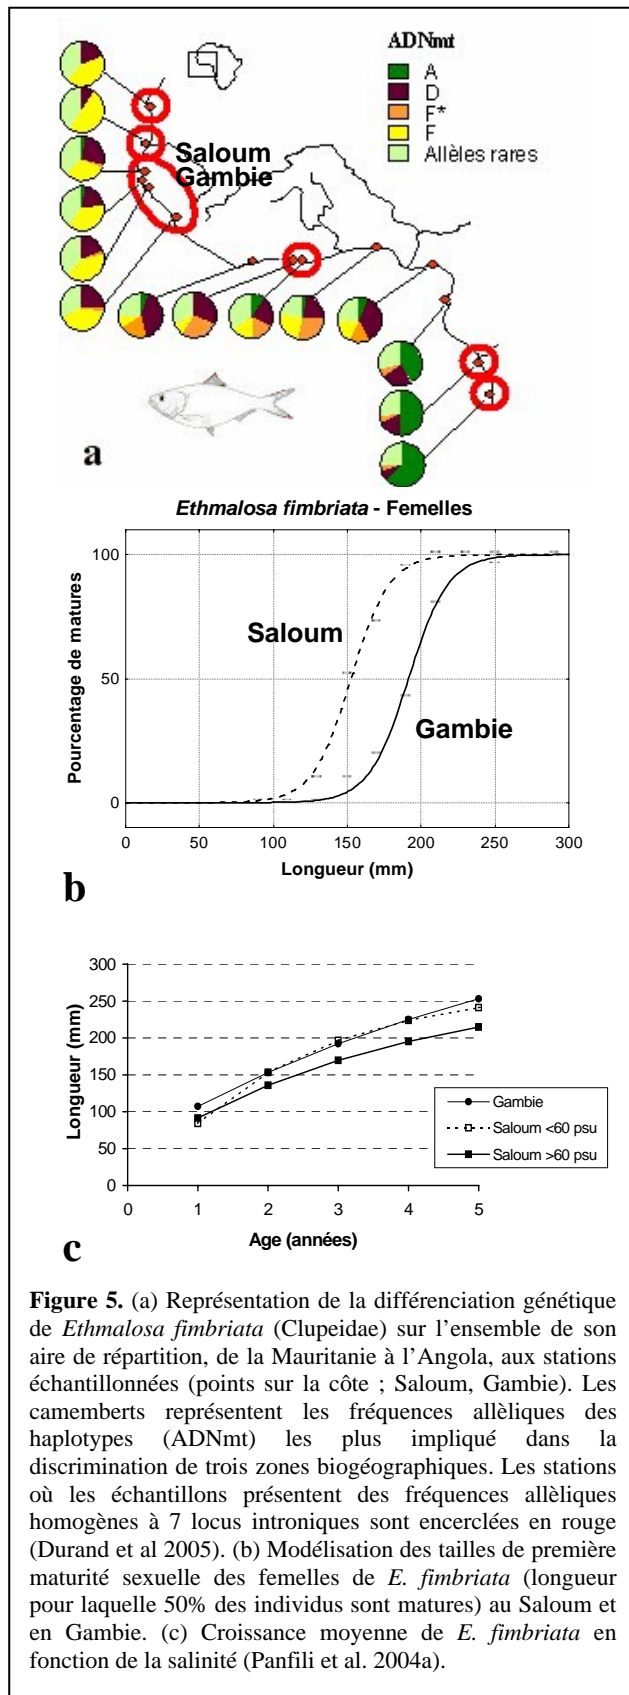 ADNmt
A
D
F*
F
Allèles rares
Saloum
Gambie
a
Ethmalosa fimbriata - Femelles
100
50
0
Pourcentage de matures
Saloum
Gambie
0 50 100 150 200 250 300
Longueur (mm)
b
300
250
200
150
100
50
0
Longueur (mm)
Gambie
Saloum <60 psu
Saloum >60 psu
0 1 2 3 4 5
Age (années)
c
Figure 5. (a) Représentation de la différenciation génétique
de Ethmalosa fimbriata (Clupeidae) sur l'ensemble de son
aire de répartition, de la Mauritanie à l'Angola, aux stations
échantillonnées (points sur la côte ; Saloum, Gambie). Les
camemberts représentent les fréquences allèliques des
haplotypes (ADNmt) les plus impliqué dans la
discrimination de trois zones biogéographiques. Les stations
où les échantillons présentent des fréquences allèliques
homogènes à 7 locus introniques sont encerclées en rouge
(Durand et al 2005). (b) Modélisation des tailles de première
maturité sexuelle des femelles de E. fimbriata (longueur
pour laquelle 50% des individus sont matures) au Saloum et
en Gambie. (c) Croissance moyenne de E. fimbriata en
fonction de la salinité (Panfili et al. 2004a).